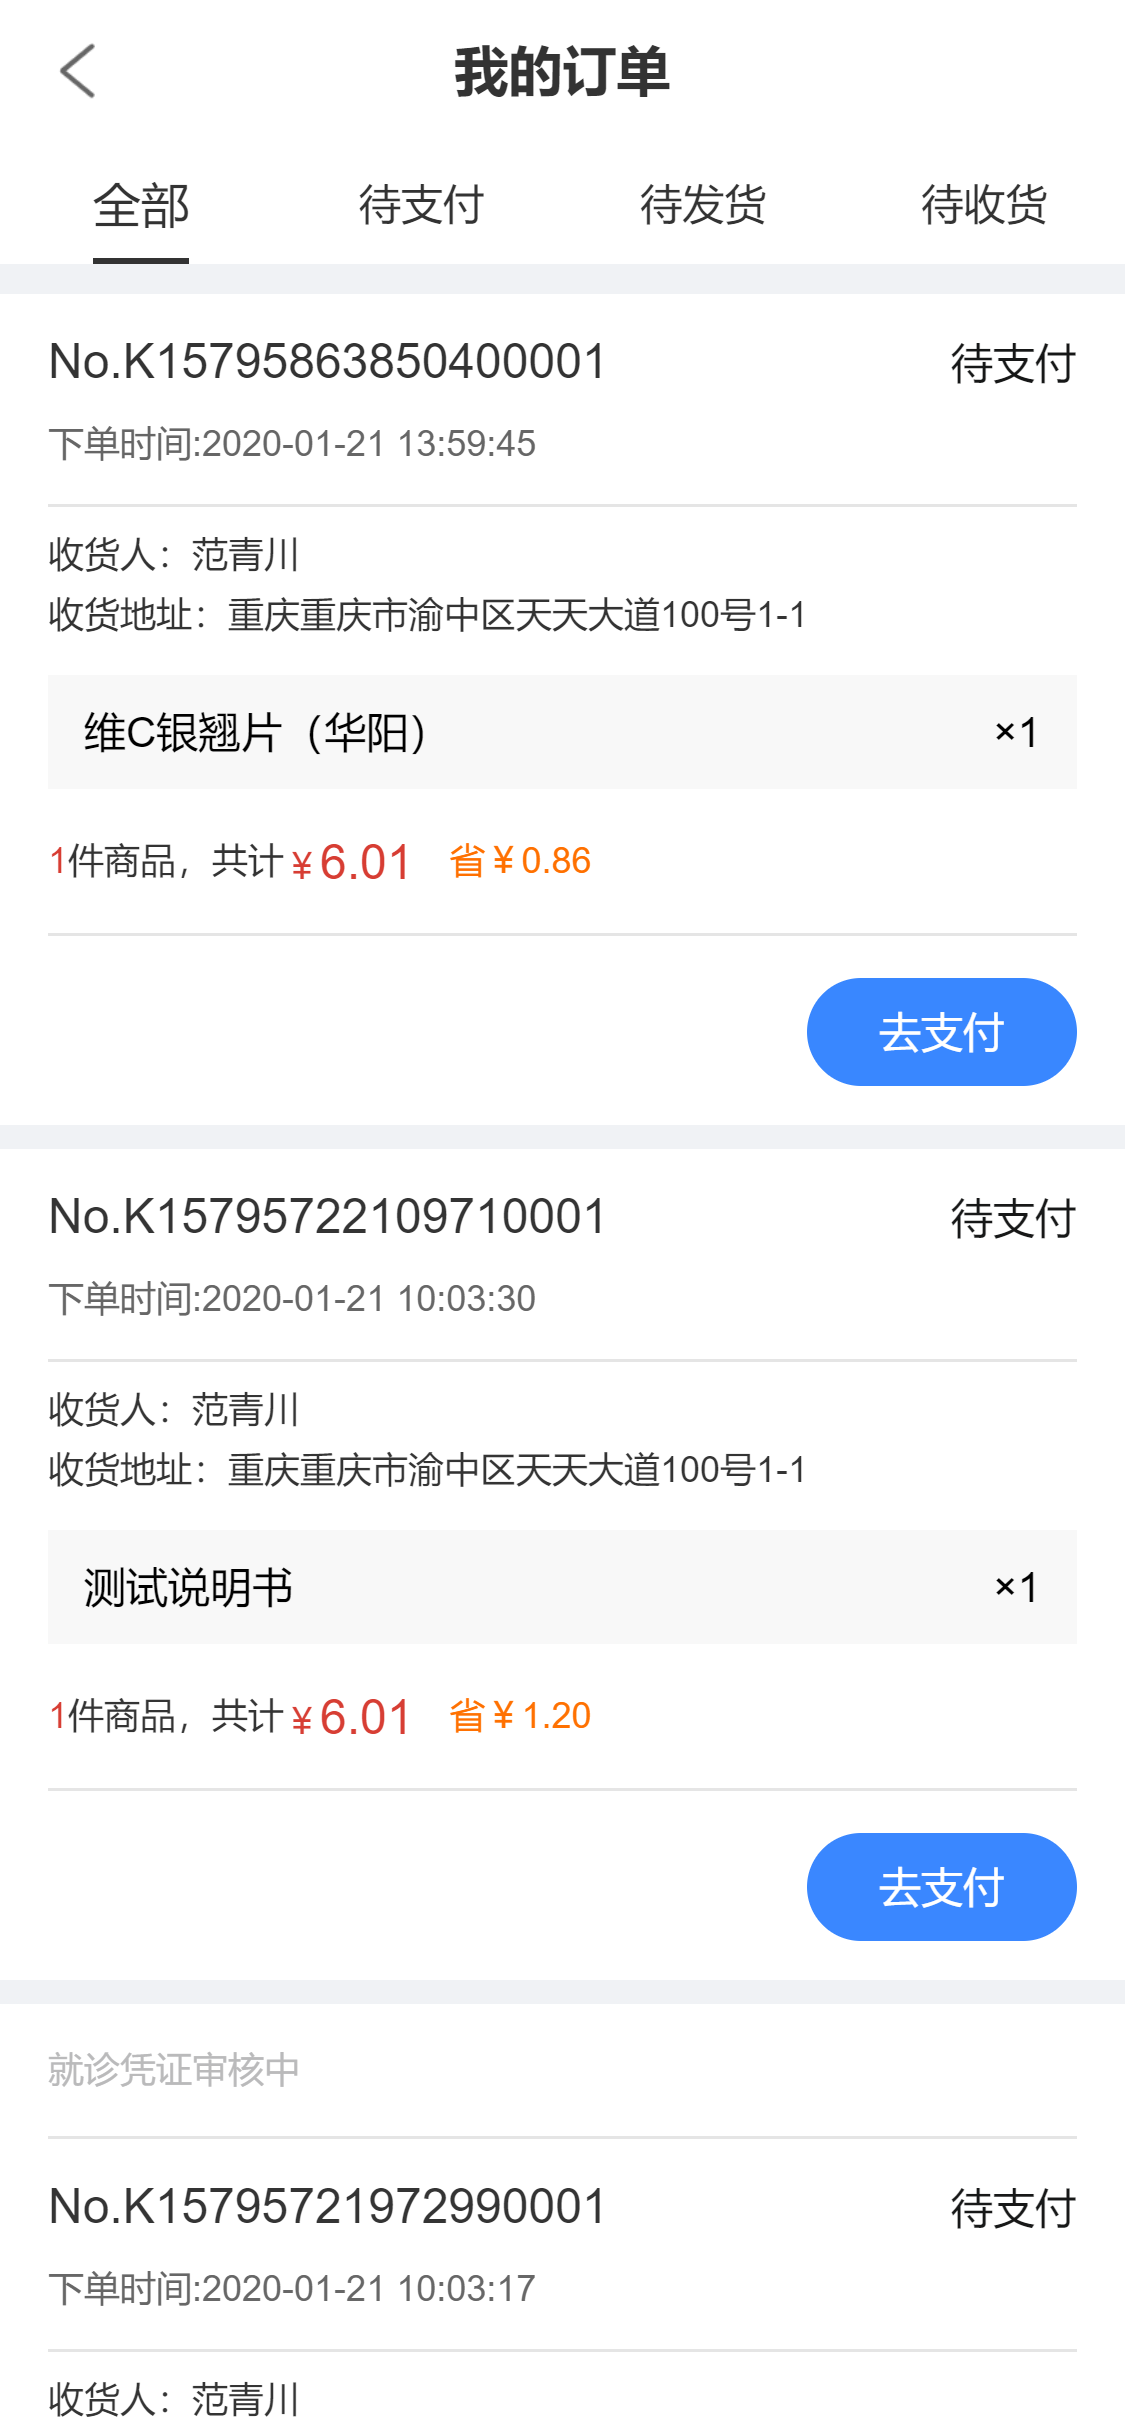 我的订单
全部 待支付 待发货 待收货
No.K157958638504000​01 待支付
下单时间:2020-01-21 13:59:45
收货人：范青川
收货地址：重庆重庆市渝中区天天大道100号1-1
维C银翘片（华阳） ×1
1件商品，共计¥6.01 省¥0.86
去支付
No.K15795722109710001 待支付
下单时间:2020-01-21 10:03:30
收货人：范青川
收货地址：重庆重庆市渝中区天天大道100号1-1
测试说明书 ×1
1件商品，共计¥6.01 省¥1.20
去支付
就诊凭证审核中
No.K15795721972990001 待支付
下单时间:2020-01-21 10:03:17
收货人：范青川